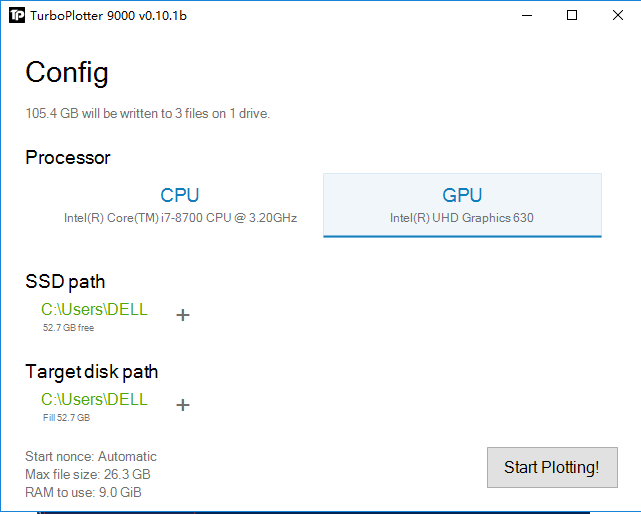 TP TurboPlotter 9000 v0.10.1b
Config
105.4 GB will be written to 3 files on 1 drive.
Processor
CPU
Intel(R) Core(TM) i7-8700 CPU @ 3.20GHz
GPU
Intel(R) UHD Graphics 630
SSD path
C:\Users\DELL
52.7 GB free
+
Target disk path
C:\Users\DELL
Fill 52.7 GB
+
Start nonce: Automatic
Max file size: 26.3 GB
RAM to use: 9.0 GiB
Start Plotting!